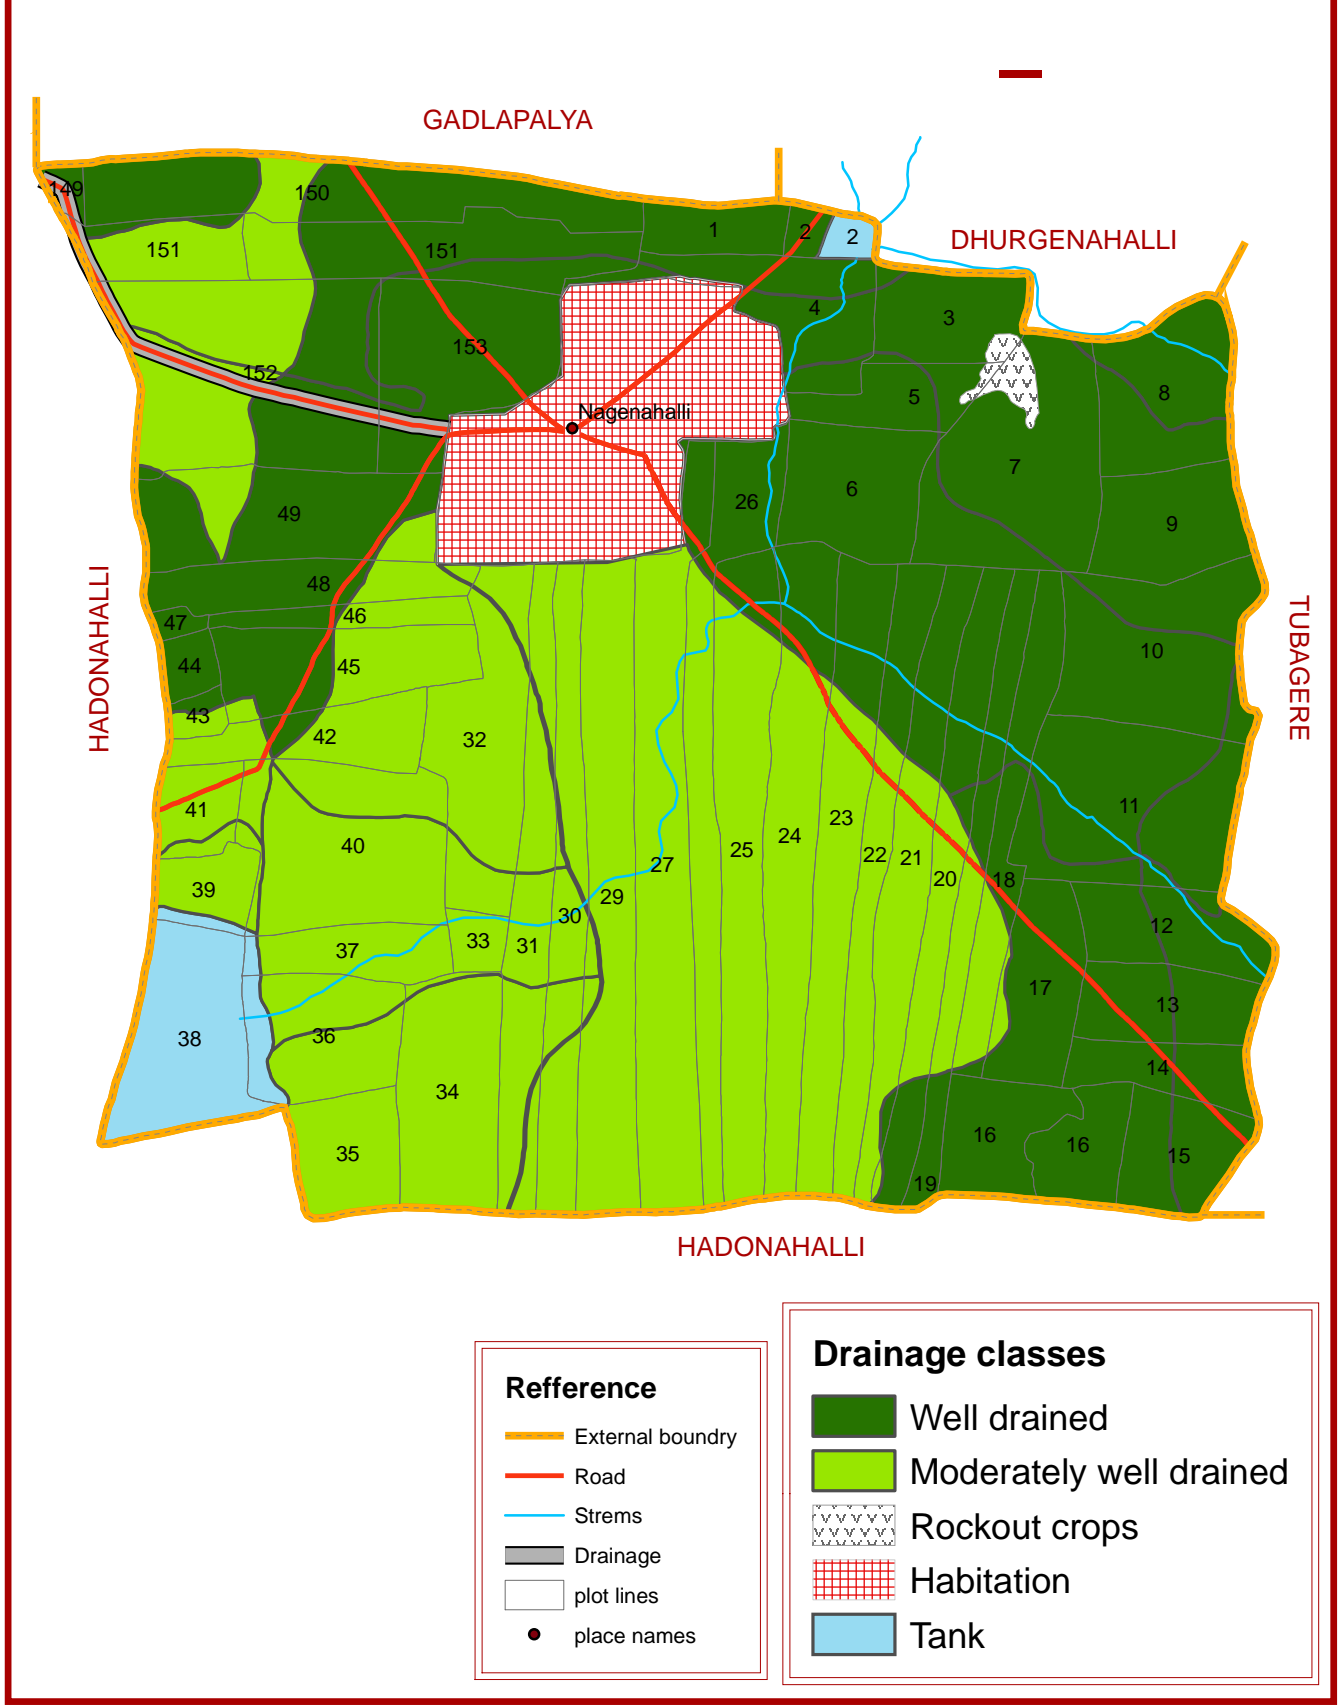 GADLAPALYA
149
150
1
2
2
DHURGENAHALLI
151
151
4
3
153
152
5
8
Nagenahalli
7
6
26
9
49
HADONAHALLI
48
46
47
TUBAGERE
44
45
10
43
42
32
41
11
40
23
24
25
22
21
27
20
18
39
29
30
12
33
31
37
17
13
38
36
14
34
16
16
35
15
19
HADONAHALLI
Drainage classes
Well drained
Moderately well drained
Rockout crops
Habitation
Tank
Refference
External boundry
Road
Strems
Drainage
plot lines
place names